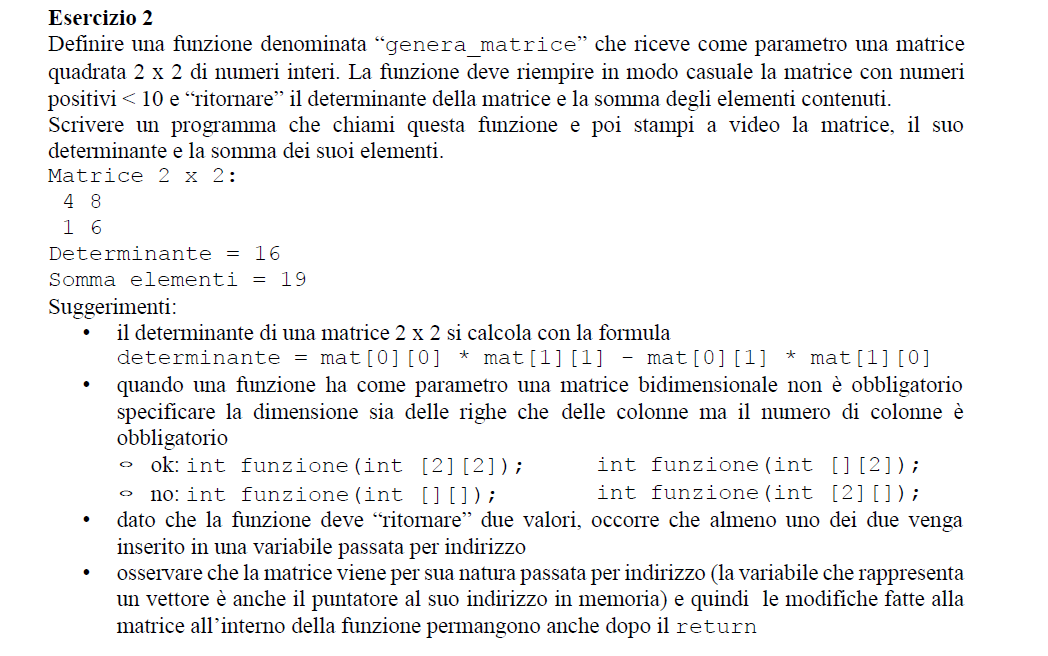 Esercizio 2
Definire una funzione denominata “genera_matrice” che riceve come parametro una matrice
quadrata 2 x 2 di numeri interi. La funzione deve riempire in modo casuale la matrice con numeri
positivi < 10 e “ritornare” il determinante della matrice e la somma degli elementi contenuti.
Scrivere un programma che chiami questa funzione e poi stampi a video la matrice, il suo
determinante e la somma dei suoi elementi.
Matrice 2 x 2:
4 8
1 6
Determinante = 16
Somma elementi = 19
Suggerimenti:
• il determinante di una matrice 2 x 2 si calcola con la formula
determinante = mat[0][0] * mat[1][1] - mat[0][1] * mat[1][0]
• quando una funzione ha come parametro una matrice bidimensionale non è obbligatorio
specificare la dimensione sia delle righe che delle colonne ma il numero di colonne è
obbligatorio
○ ok: int funzione(int [2][2]); int funzione(int [][2]);
○ no: int funzione(int [][]); int funzione(int [2][]);
• dato che la funzione deve “ritornare” due valori, occorre che almeno uno dei due venga
inserito in una variabile passata per indirizzo
• osservare che la matrice viene per sua natura passata per indirizzo (la variabile che rappresenta
un vettore è anche il puntatore al suo indirizzo in memoria) e quindi le modifiche fatte alla
matrice all’interno della funzione permangono anche dopo il return